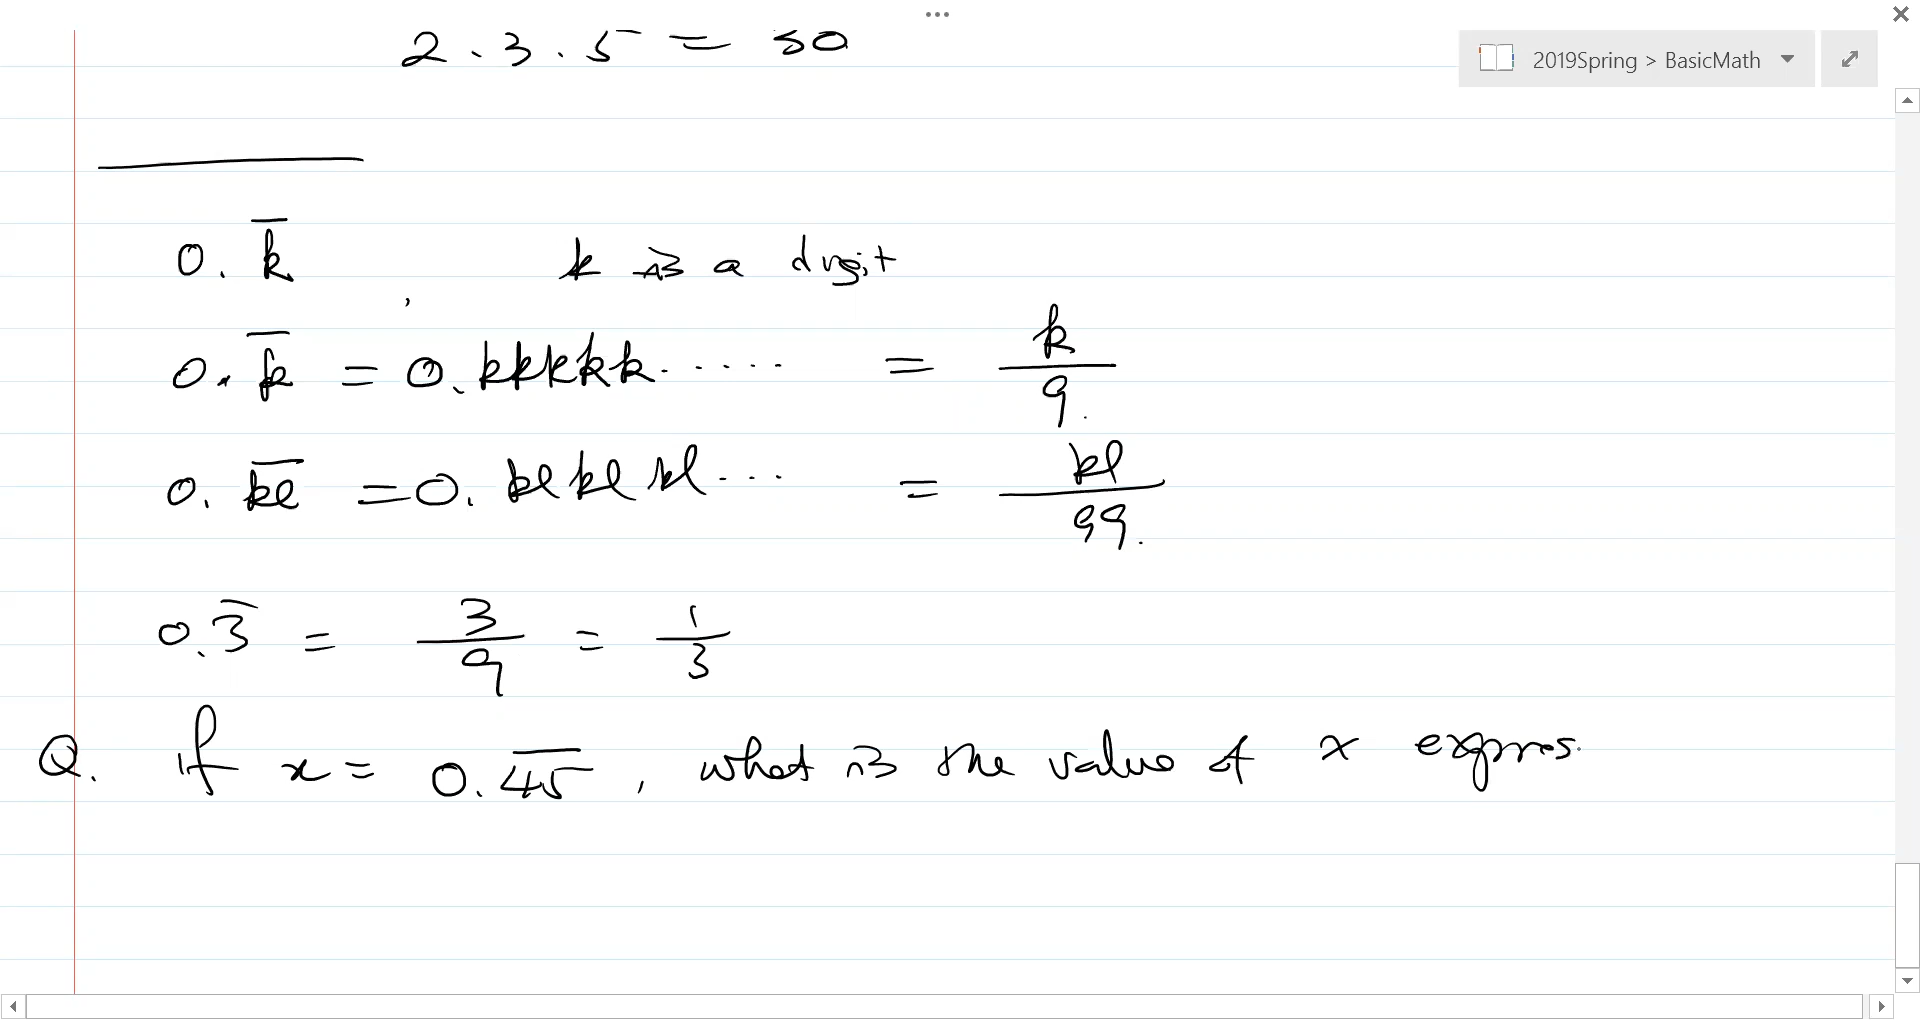 2 . 3 . 5 = 30
2019Spring > BasicMath
0.k̅ , k is a digit
0.k̅ = 0.kkkkk..... = k/9.
0.k̅l̅ = 0.klklkl... = kl/99.
0.3̅ = 3/9 = 1/3
Q. if x = 0.4̅5̅, what is the value of x expres